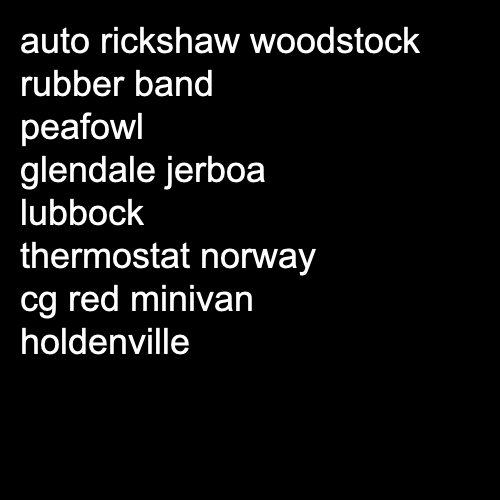 auto rickshaw woodstock
rubber band
peafowl
glendale jerboa
lubbock
thermostat norway
cg red minivan
holdenville